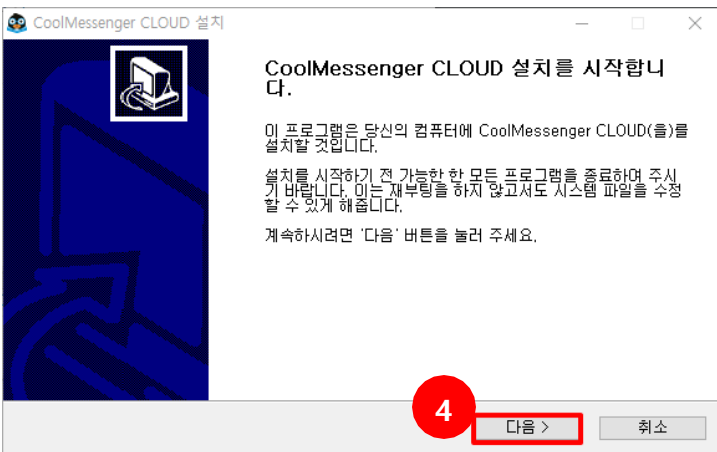 CoolMessenger CLOUD 설치
CoolMessenger CLOUD 설치를 시작합니
다.
이 프로그램은 당신의 컴퓨터에 CoolMessenger CLOUD(을)를
설치할 것입니다.
설치를 시작하기 전 가능한 한 모든 프로그램을 종료하여 주시
기 바랍니다. 이는 재부팅을 하지 않고서도 시스템 파일을 수정
할 수 있게 해줍니다.
계속하시려면 '다음' 버튼을 눌러 주세요.
4
다음 >
취소